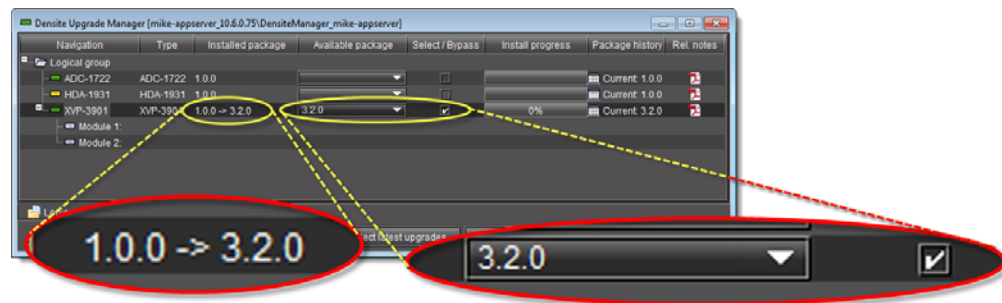 Densite Upgrade Manager [mike-appserver_10.6.0.75\DensiteManager_mike-appserver]
Navigation Type Installed package Available package Select / Bypass Install progress Package history Rel. notes
Logical group
ADC-1722 ADC-1722 1.0.0 Current: 1.0.0
HDA-1931 HDA-1931 1.0.0 Current: 1.0.0
XVP-3901 XVP-3901 1.0.0 -> 3.2.0 3.2.0 0% Current: 3.2.0
Module 1:
Module 2:
latest upgrades
1.0.0 -> 3.2.0
3.2.0